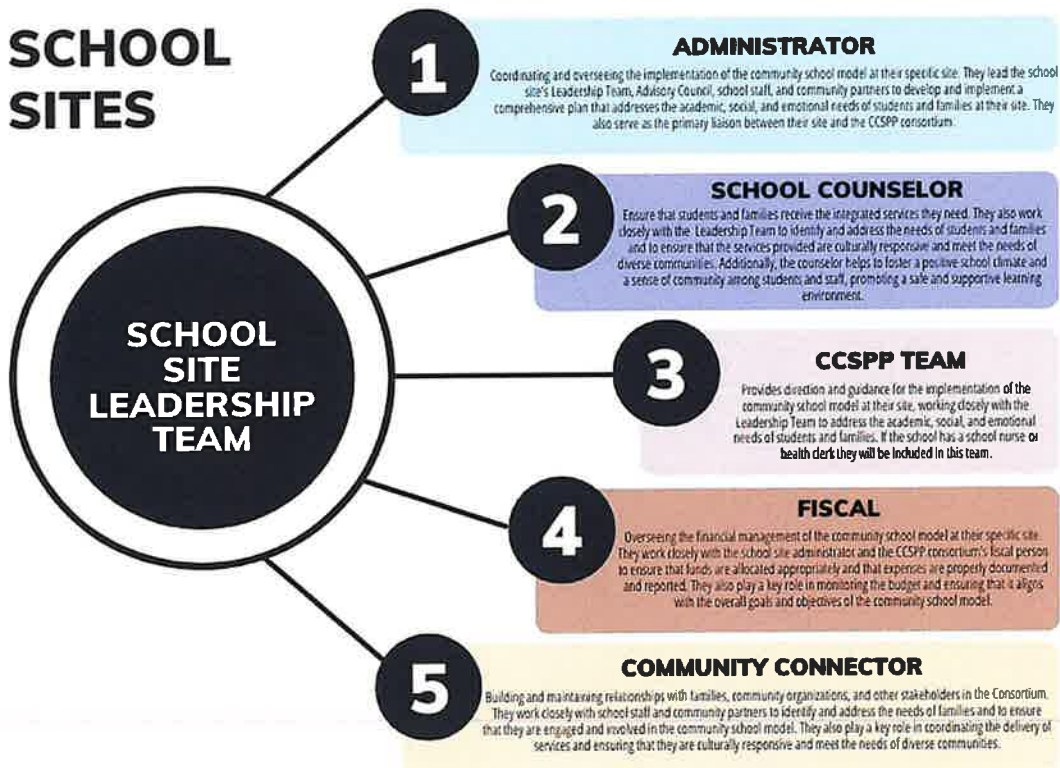 SCHOOL
SITES
SCHOOL
SITE
LEADERSHIP
TEAM
1
ADMINISTRATOR
Coordinating and overseeing the implementation of the community school model at their specific site. They lead the school
site's Leadership Team, Advisory Council, school staff, and community partners to develop and implement a
comprehensive plan that addresses the academic, social, and emotional needs of students and families at their site. They
also serve as the primary liaison between their site and the CCSPP consortium.
2
SCHOOL COUNSELOR
Ensure that students and families receive the integrated services they need. They also work
closely with the Leadership Team to identify and address the needs of students and families
and to ensure that the services provided are culturally responsive and meet the needs of
diverse communities. Additionally, the counselor helps to foster a positive school climate and
a sense of community among students and staff, promoting a safe and supportive learning
environment.
3
CCSPP TEAM
Provides direction and guidance for the implementation of the
community school model at their site, working closely with the
Leadership Team to address the academic, social, and emotional
needs of students and families. If the school has a school nurse or
health clerk they will be included in this team.
4
FISCAL
Overseeing the financial management of the community school model at their specific site.
They work closely with the school site administrator and the CCSPP consortium's fiscal person
to ensure that funds are allocated appropriately and that expenses are properly documented
and reported. They also play a key role in monitoring the budget and ensuring that it aligns
with the overall goals and objectives of the community school model.
5
COMMUNITY CONNECTOR
Building and maintaining relationships with families, community organizations, and other stakeholders in the Consortium.
They work closely with school staff and community partners to identify and address the needs of families and to ensure
that they are engaged and involved in the community school model. They also play a key role in coordinating the delivery of
services and ensuring that they are culturally responsive and meet the needs of diverse communities.